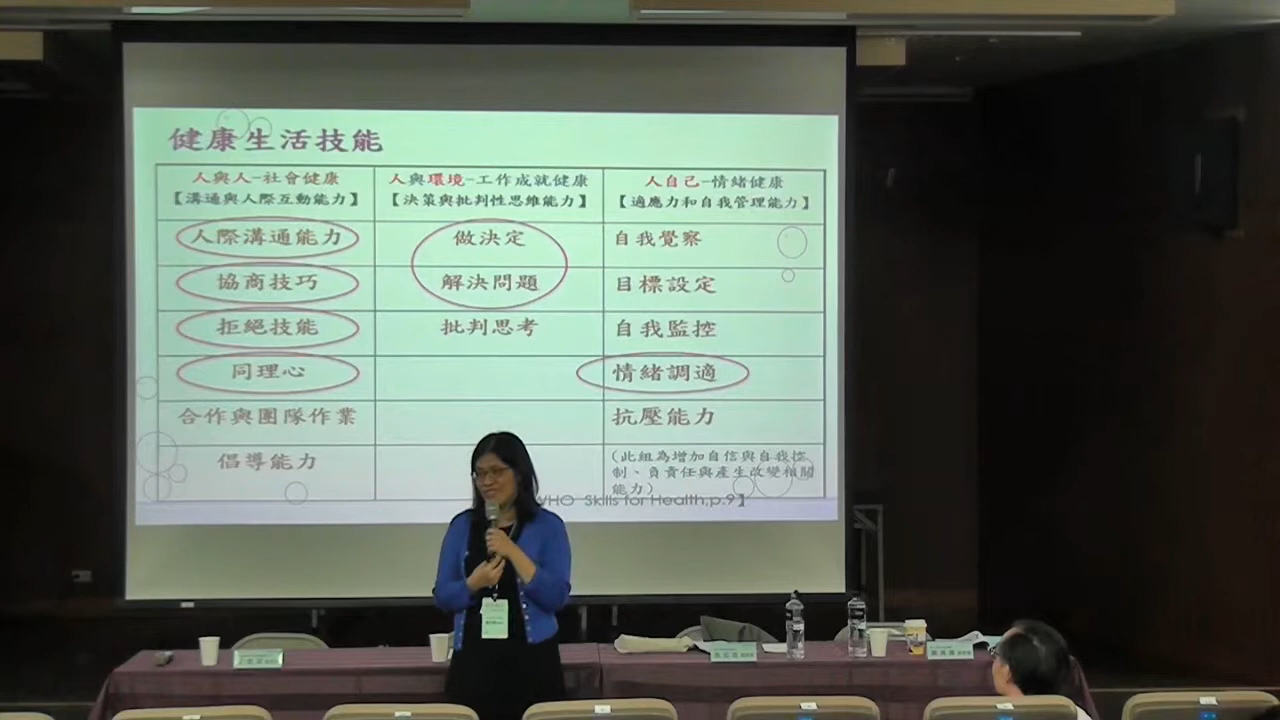 健康生活技能
人與人-社會健康
【溝通與人際互動能力】
人與環境-工作成就健康
【決策與批判性思維能力】
人自己-情緒健康
【適應力和自我管理能力】
人際溝通能力
做決定
自我覺察
協商技巧
解決問題
目標設定
拒絕技能
批判思考
自我監控
同理心
情緒調適
合作與團隊作業
抗壓能力
倡導能力
(此組為增加自信與自我控
制、負責任與產生改變相關
能力)
WHO Skills for Health,p.9】